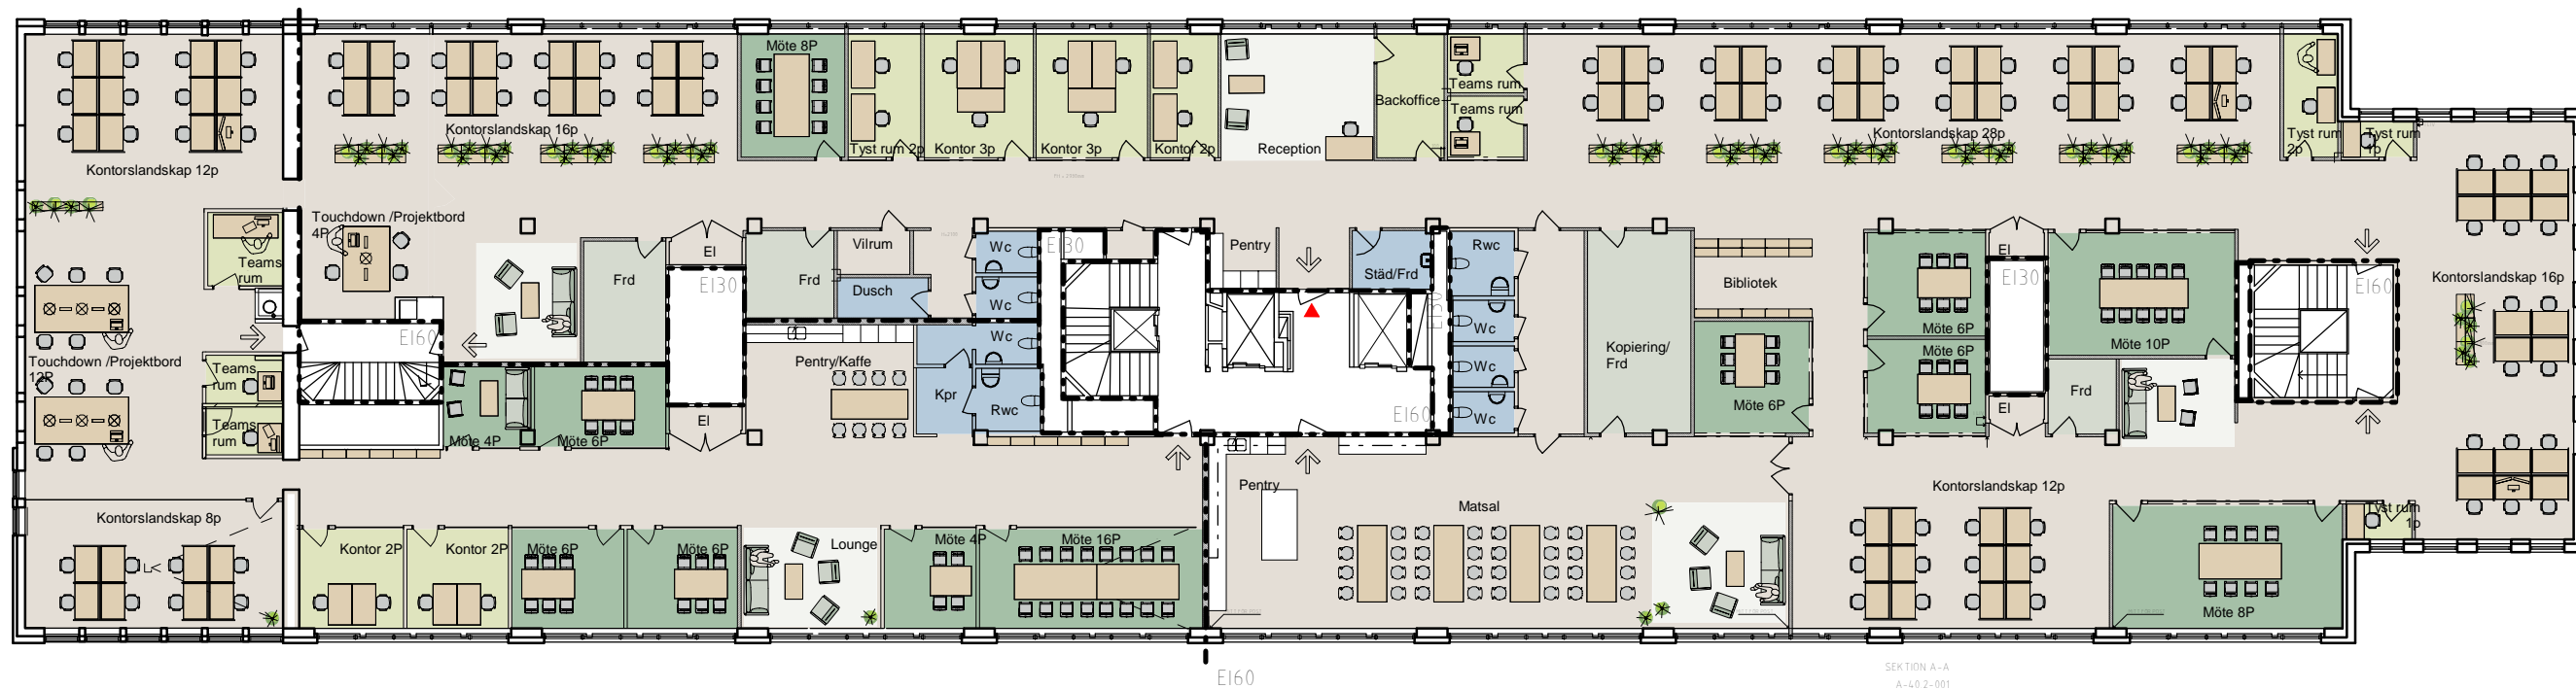 Möte 8P
Teams rum
Backoffice
Teams rum
Kontorslandskap 16p
Kontorslandskap 28p
Tyst rum
2p
Tyst rum
1p
Tyst rum 2p
Kontor 3p
Kontor 3p
Kontor 2p
Reception
Kontorslandskap 12p
Touchdown /Projektbord
4P
Teams
rum
Frd
El
EI30
Frd
Vilrum
Dusch
Wc
Wc
EI30
Pentry
Städ/Frd
EI30
Rwc
Wc
Wc
Wc
Kopiering/
Frd
Bibliotek
Möte 6P
El
EI30
Möte 6P
Möte 6P
Möte 10P
Frd
El
EI60
Kontorslandskap 16p
Touchdown /Projektbord
12P
Teams
rum
Teams
rum
EI60
Möte 4P
Möte 6P
El
Pentry/Kaffe
Wc
Kpr
Rwc
EI60
Pentry
Matsal
Kontorslandskap 12p
Tyst rum
1p
Kontorslandskap 8p
Kontor 2P
Kontor 2P
Möte 6P
Möte 6P
Lounge
Möte 4P
Möte 16P
Möte 8P
EI60
SEKTION A-A
A-40.2-001